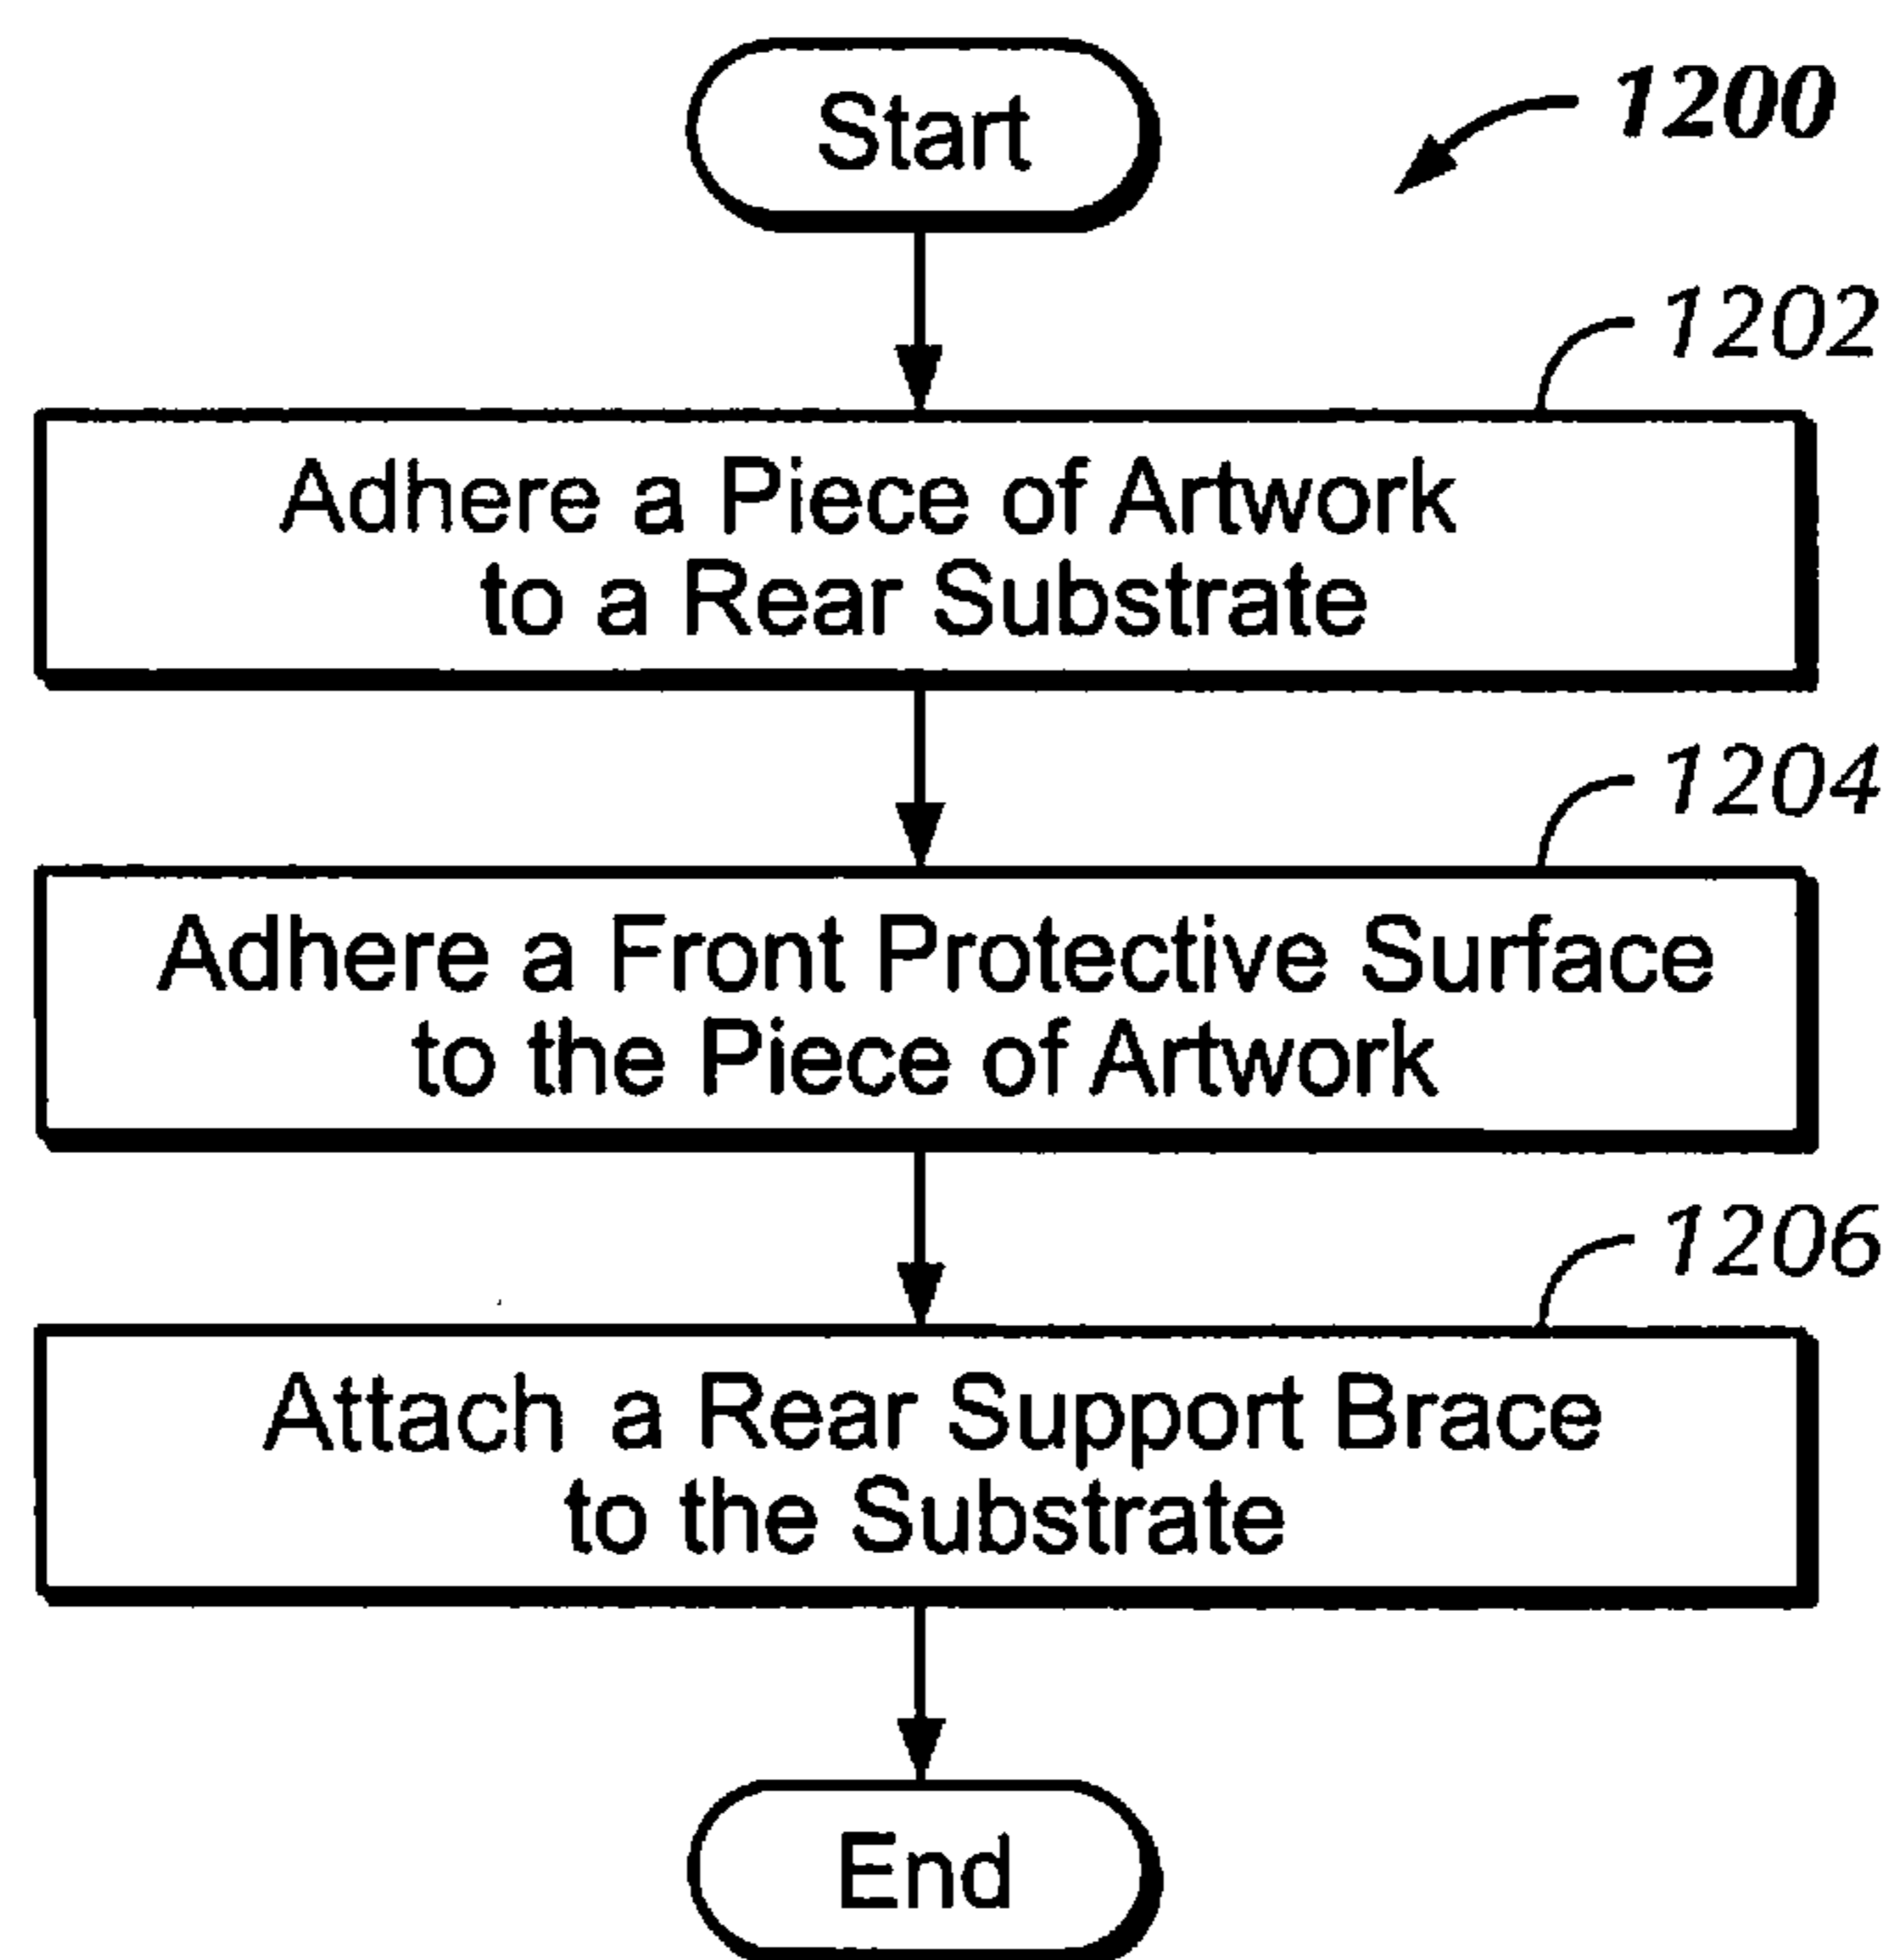 Start
1200
1202
Adhere a Piece of Artwork
to a Rear Substrate
1204
Adhere a Front Protective Surface
to the Piece of Artwork
1206
Attach a Rear Support Brace
to the Substrate
End